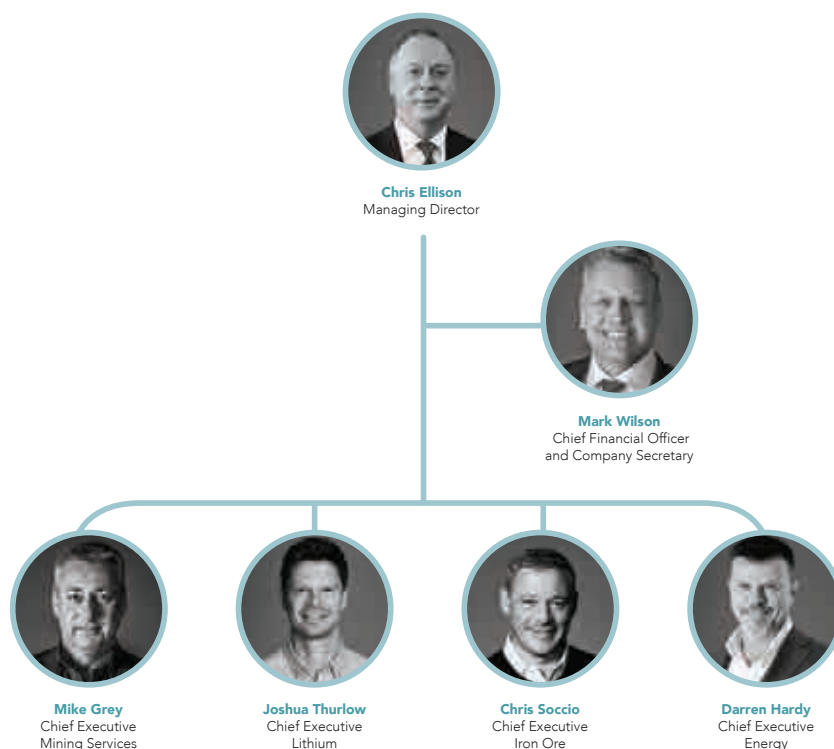 Chris Ellison
Managing Director
Mark Wilson
Chief Financial Officer
and Company Secretary
Mike Grey
Chief Executive
Mining Services
Joshua Thurlow
Chief Executive
Lithium
Chris Soccio
Chief Executive
Iron Ore
Darren Hardy
Chief Executive
Energy